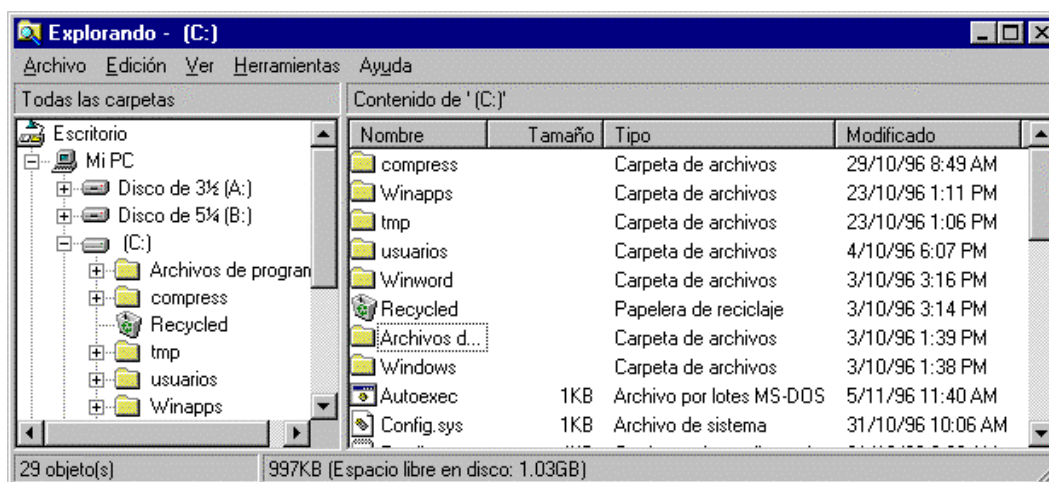 Explorando - (C:)
Archivo Edición Ver Herramientas Ayuda
Todas las carpetas
Contenido de ' (C:)'
Escritorio
Mi PC
Disco de 3½ (A:)
Disco de 5¼ (B:)
(C:)
Archivos de progran
compress
Recycled
tmp
usuarios
Winapps
Nombre Tamaño Tipo Modificado
compress Carpeta de archivos 29/10/96 8:49 AM
Winapps Carpeta de archivos 23/10/96 1:11 PM
tmp Carpeta de archivos 23/10/96 1:06 PM
usuarios Carpeta de archivos 4/10/96 6:07 PM
Winword Carpeta de archivos 3/10/96 3:16 PM
Recycled Papelera de reciclaje 3/10/96 3:14 PM
Archivos d... Carpeta de archivos 3/10/96 1:39 PM
Windows Carpeta de archivos 3/10/96 1:38 PM
Autoexec 1KB Archivo por lotes MS-DOS 5/11/96 11:40 AM
Config.sys 1KB Archivo de sistema 31/10/96 10:06 AM
29 objeto(s)
997KB (Espacio libre en disco: 1.03GB)